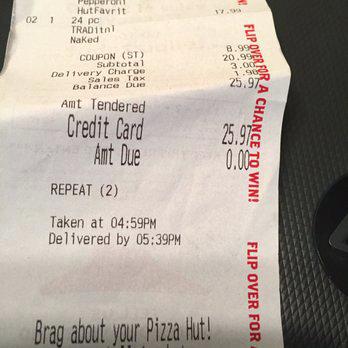 Pepperoni
HutFavrit 17.99
02 1 24 pc
TRADitnl
Naked
8.99
COUPON (ST) 20.99
Subtotal 3.00
Delivery Charge 1.98
Sales Tax 25.97
Balance Due
Amt Tendered
Credit Card 25.97
Amt Due 0.00
REPEAT (2)
Taken at 04:59PM
Delivered by 05:39PM
Brag about your Pizza Hut!
FLIP OVER FOR A CHANCE TO WIN!
FLIP OVER FOR